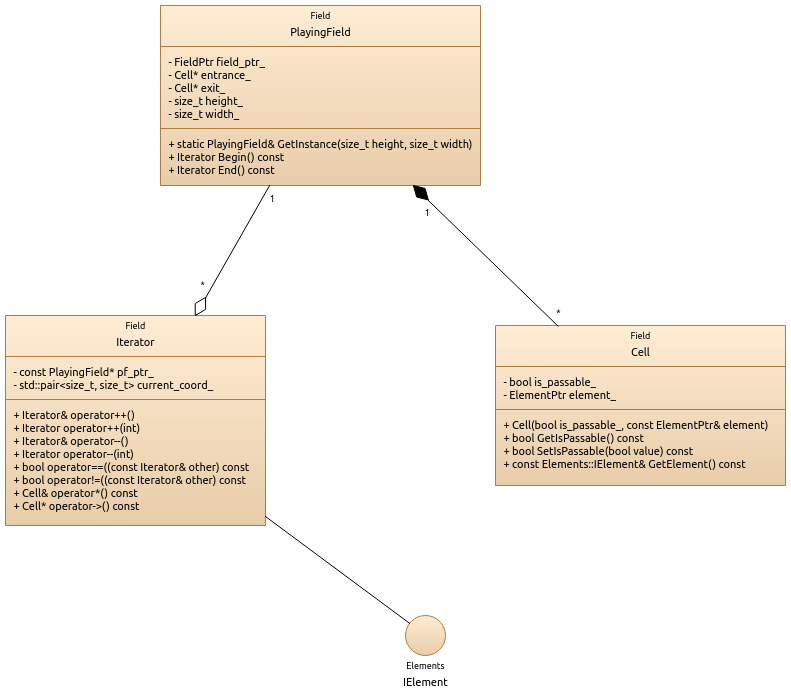 Field
PlayingField
- FieldPtr field_ptr_
- Cell* entrance_
- Cell* exit_
- size_t height_
- size_t width_
+ static PlayingField& GetInstance(size_t height, size_t width)
+ Iterator Begin() const
+ Iterator End() const
1
1
*
*
Field
Iterator
- const PlayingField* pf_ptr_
- std::pair<size_t, size_t> current_coord_
+ Iterator& operator++()
+ Iterator operator++(int)
+ Iterator& operator--()
+ Iterator operator--(int)
+ bool operator==((const Iterator& other) const
+ bool operator!=((const Iterator& other) const
+ Cell& operator*() const
+ Cell* operator->() const
Field
Cell
- bool is_passable_
- ElementPtr element_
+ Cell(bool is_passable_, const ElementPtr& element)
+ bool GetIsPassable() const
+ bool SetIsPassable(bool value) const
+ const Elements::IElement& GetElement() const
Elements
IElement